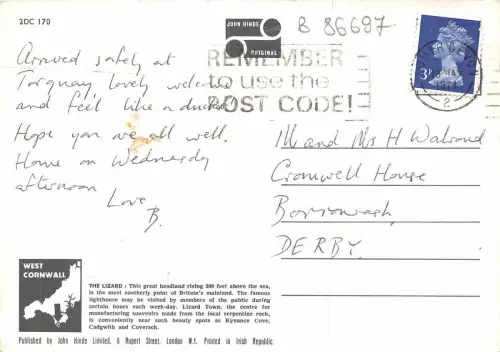 2DC 170
JOHN HINDE
ORIGINAL
B 86697
REMEMBER
to use the
POST CODE!
3P
2
Arrived safely at
Torquay, lovely welcome
and feel like a duchess.
Hope you are all well.
Home on Wednesday
afternoon
Love
B.
Mr and Mrs H Walrond
Cromwell House
Borrowash,
DERBY.
WEST
CORNWALL
THE LIZARD: This great headland rising 300 feet above the sea,
is the most southerly point of Britain's mainland. The famous
lighthouse may be visited by members of the public during
certain hours each week-day. Lizard Town, the centre for
manufacturing souvenirs made from the local serpentine rock,
is conveniently near such beauty spots as Kynance Cove,
Cadgwith and Coverack.
Published by John Hinde Limited, 6 Rupert Street, London W.1. Printed in Irish Republic.